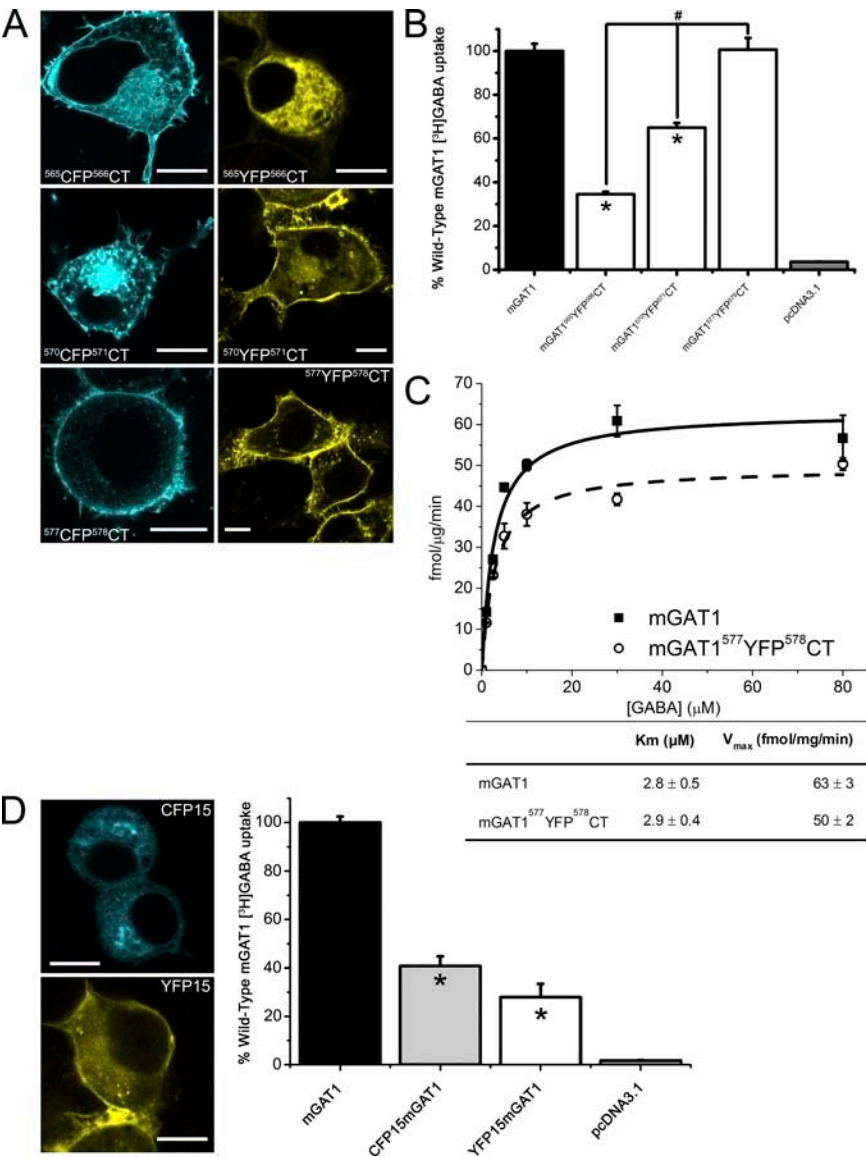 A
⁵⁶⁵CFP⁵⁶⁶CT
⁵⁶⁵YFP⁵⁶⁶CT
⁵⁷⁰CFP⁵⁷¹CT
⁵⁷⁰YFP⁵⁷¹CT
⁵⁷⁷CFP⁵⁷⁸CT
⁵⁷⁷YFP⁵⁷⁸CT
B
% Wild-Type mGAT1 [³H]GABA uptake
100
80
60
40
20
0
#
*
*
mGAT1
mGAT1⁵⁶⁵YFP⁵⁶⁶CT
mGAT1⁵⁷⁰YFP⁵⁷¹CT
mGAT1⁵⁷⁷YFP⁵⁷⁸CT
pcDNA3.1
C
fmol/µg/min
70
60
50
40
30
20
10
0
mGAT1
mGAT1⁵⁷⁷YFP⁵⁷⁸CT
0 20 40 60 80
[GABA] (µM)
Km (µM) Vmax (fmol/mg/min)
mGAT1 2.8 ± 0.5 63 ± 3
mGAT1⁵⁷⁷YFP⁵⁷⁸CT 2.9 ± 0.4 50 ± 2
D
CFP15
YFP15
% Wild-Type mGAT1 [³H]GABA uptake
100
80
60
40
20
0
*
*
mGAT1
CFP15mGAT1
YFP15mGAT1
pcDNA3.1